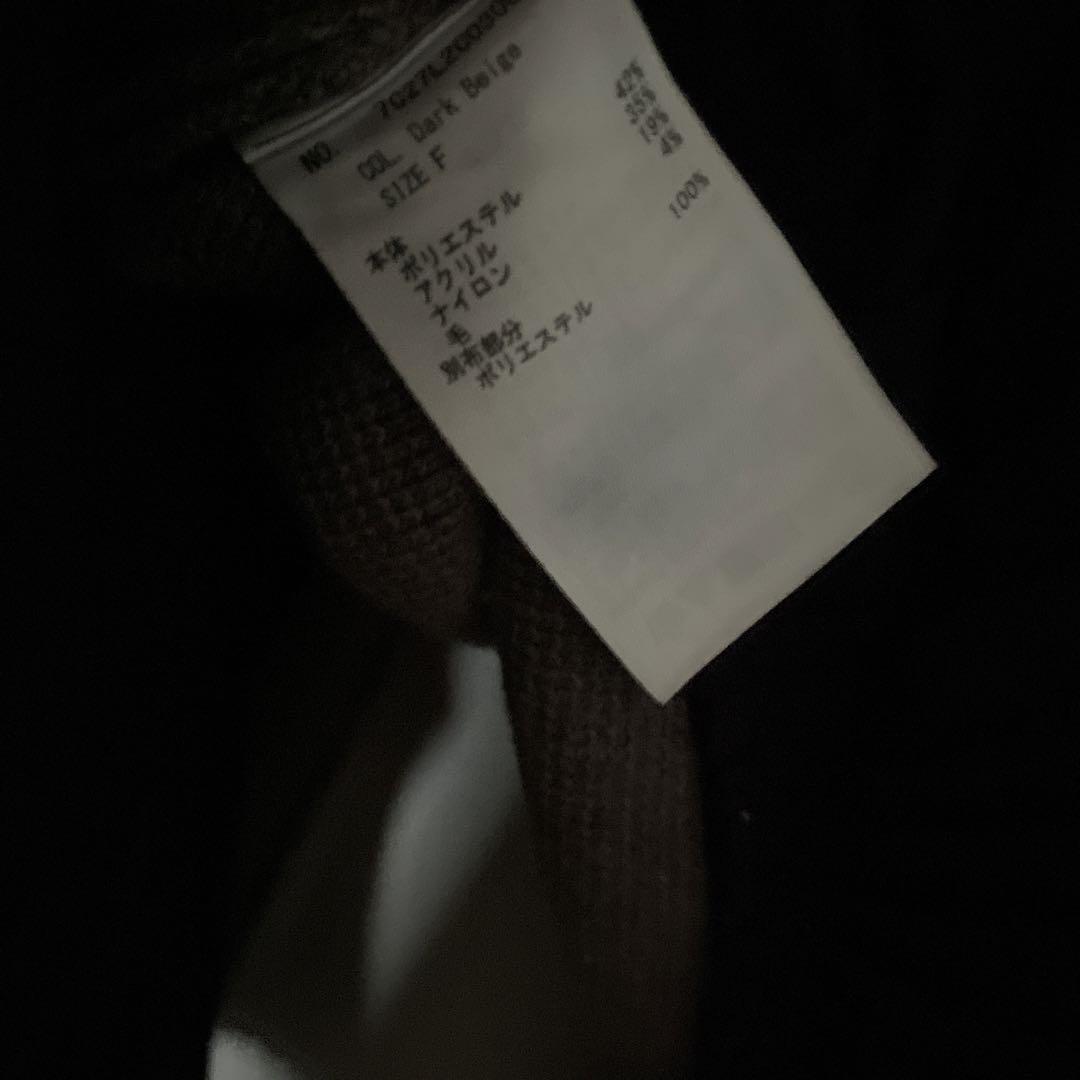 NO.
COL. Dark Beige
SIZE F
本体
ポリエステル 42%
アクリル 35%
ナイロン 19%
毛 4%
別布部分
ポリエステル 100%